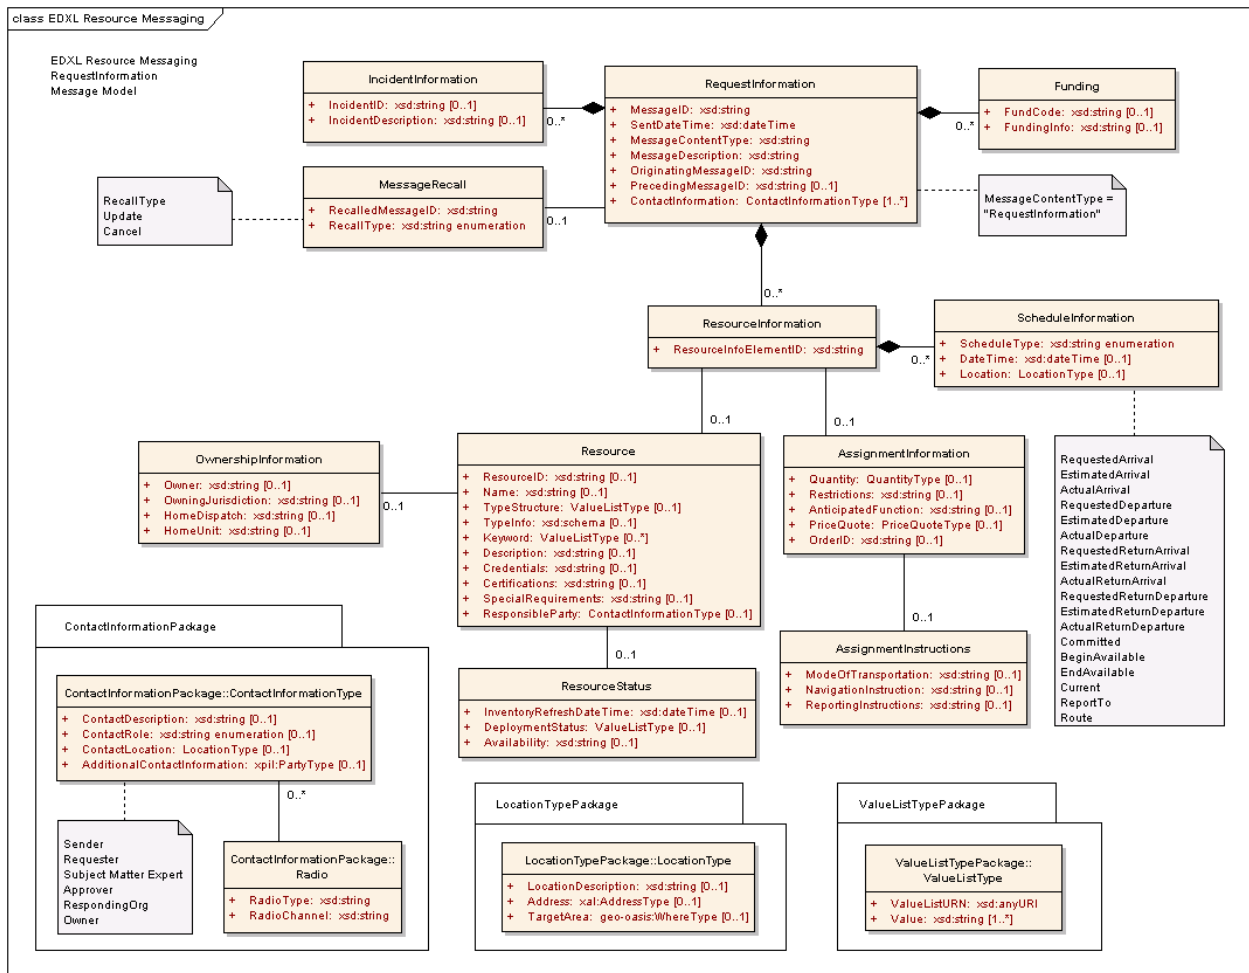 class EDXL Resource Messaging
EDXL Resource Messaging
RequestInformation
Message Model
IncidentInformation
+ IncidentID: xsd:string [0..1]
+ IncidentDescription: xsd:string [0..1]
0..*
RequestInformation
+ MessageID: xsd:string
+ SentDateTime: xsd:dateTime
+ MessageContentType: xsd:string
+ MessageDescription: xsd:string
+ OriginatingMessageID: xsd:string
+ PrecedingMessageID: xsd:string [0..1]
+ ContactInformation: ContactInformationType [1..*]
Funding
+ FundCode: xsd:string [0..1]
+ FundingInfo: xsd:string [0..1]
0..*
RecallType
Update
Cancel
MessageRecall
+ RecalledMessageID: xsd:string
+ RecallType: xsd:string enumeration
0..1
MessageContentType =
"RequestInformation"
0..*
ResourceInformation
+ ResourceInfoElementID: xsd:string
0..*
ScheduleInformation
+ ScheduleType: xsd:string enumeration
+ DateTime: xsd:dateTime [0..1]
+ Location: LocationType [0..1]
0..1
0..1
OwnershipInformation
+ Owner: xsd:string [0..1]
+ OwningJurisdiction: xsd:string [0..1]
+ HomeDispatch: xsd:string [0..1]
+ HomeUnit: xsd:string [0..1]
0..1
Resource
+ ResourceID: xsd:string [0..1]
+ Name: xsd:string [0..1]
+ TypeStructure: ValueListType [0..1]
+ TypeInfo: xsd:schema [0..1]
+ Keyword: ValueListType [0..*]
+ Description: xsd:string [0..1]
+ Credentials: xsd:string [0..1]
+ Certifications: xsd:string [0..1]
+ SpecialRequirements: xsd:string [0..1]
+ ResponsibleParty: ContactInformationType [0..1]
AssignmentInformation
+ Quantity: QuantityType [0..1]
+ Restrictions: xsd:string [0..1]
+ AnticipatedFunction: xsd:string [0..1]
+ PriceQuote: PriceQuoteType [0..1]
+ OrderID: xsd:string [0..1]
RequestedArrival
EstimatedArrival
ActualArrival
RequestedDeparture
EstimatedDeparture
ActualDeparture
RequestedReturnArrival
EstimatedReturnArrival
ActualReturnArrival
RequestedReturnDeparture
EstimatedReturnDeparture
ActualReturnDeparture
Committed
BeginAvailable
EndAvailable
Current
ReportTo
Route
0..1
0..1
AssignmentInstructions
+ ModeOfTransportation: xsd:string [0..1]
+ NavigationInstruction: xsd:string [0..1]
+ ReportingInstructions: xsd:string [0..1]
ResourceStatus
+ InventoryRefreshDateTime: xsd:dateTime [0..1]
+ DeploymentStatus: ValueListType [0..1]
+ Availability: xsd:string [0..1]
ContactInformationPackage
ContactInformationPackage::ContactInformationType
+ ContactDescription: xsd:string [0..1]
+ ContactRole: xsd:string enumeration [0..1]
+ ContactLocation: LocationType [0..1]
+ AdditionalContactInformation: xpil:PartyType [0..1]
0..*
Sender
Requester
Subject Matter Expert
Approver
RespondingOrg
Owner
ContactInformationPackage::
Radio
+ RadioType: xsd:string
+ RadioChannel: xsd:string
LocationTypePackage
LocationTypePackage::LocationType
+ LocationDescription: xsd:string [0..1]
+ Address: xal:AddressType [0..1]
+ TargetArea: geo-oasis:WhereType [0..1]
ValueListTypePackage
ValueListTypePackage::
ValueListType
+ ValueListURN: xsd:anyURI
+ Value: xsd:string [1..*]